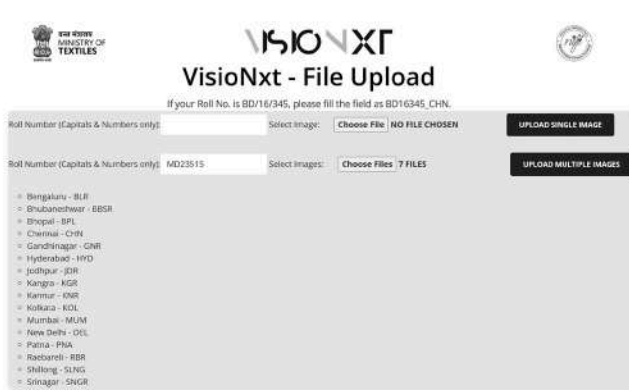 वस्त्र मंत्रालय
MINISTRY OF
TEXTILES
VISIONXT
VisioNxt - File Upload
If your Roll No. is BD/16/345, please fill the field as BD16345_CHN.
Roll Number (Capitals & Numbers only): Select Image: Choose File NO FILE CHOSEN UPLOAD SINGLE IMAGE
Roll Number (Capitals & Numbers only): MD23515 Select Images: Choose Files 7 FILES UPLOAD MULTIPLE IMAGES
Bengaluru - BLR
Bhubaneshwar - BBSR
Bhopal - BPL
Chennai - CHN
Gandhinagar - GNR
Hyderabad - HYD
Jodhpur - JDR
Kangra - KGR
Kannur - KNR
Kolkata - KOL
Mumbai - MUM
New Delhi - DEL
Patna - PNA
Raebareli - RBR
Shillong - SLNG
Srinagar - SNGR